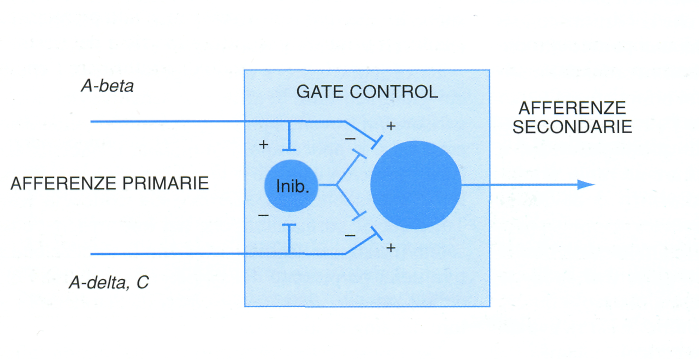 A-beta
GATE CONTROL
AFFERENZE
SECONDARIE
+
+
–
AFFERENZE PRIMARIE
Inib.
–
–
+
A-delta, C